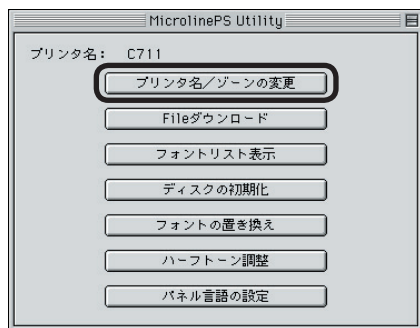 MicrolinePS Utility
プリンタ名： C711
プリンタ名／ゾーンの変更
Fileダウンロード
フォントリスト表示
ディスクの初期化
フォントの置き換え
ハーフトーン調整
パネル言語の設定